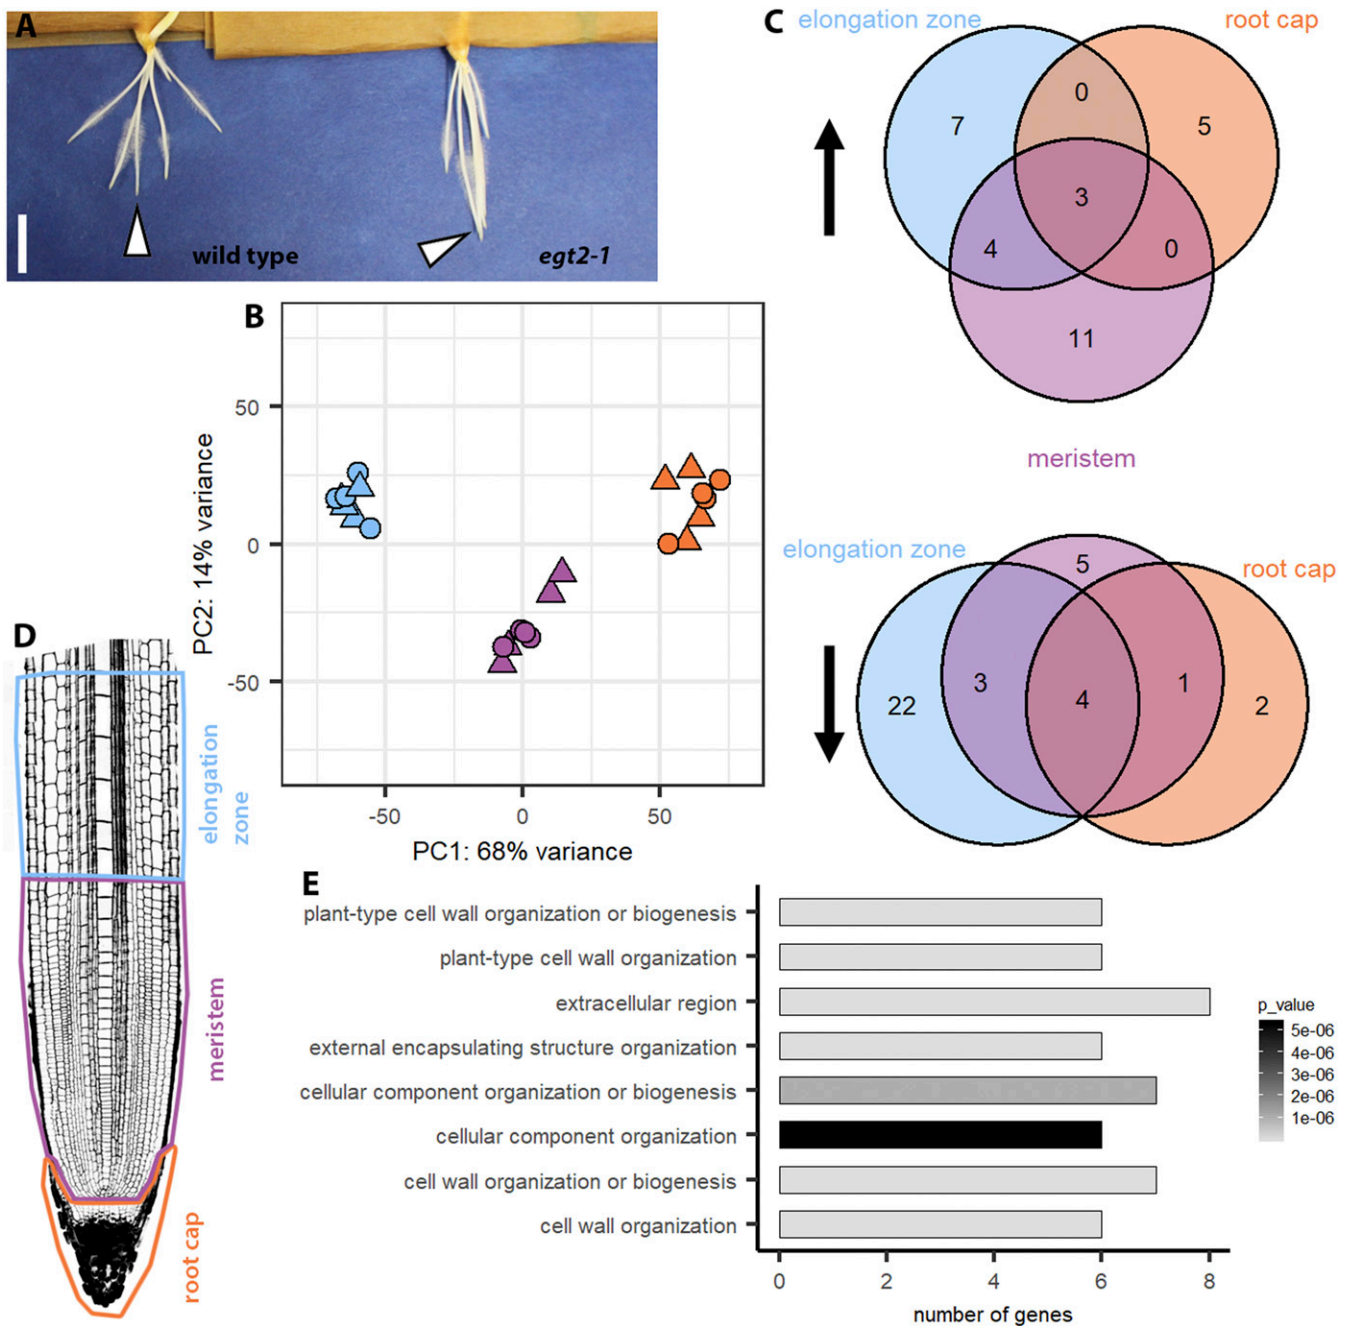 A
wild type
egt2-1
C
elongation zone
root cap
0
7
5
3
4
0
11
meristem
B
50
0
-50
-50
0
50
PC2: 14% variance
PC1: 68% variance
elongation zone
5
root cap
3
1
22
4
2
D
elongation
zone
meristem
root cap
E
plant-type cell wall organization or biogenesis
plant-type cell wall organization
extracellular region
external encapsulating structure organization
cellular component organization or biogenesis
cellular component organization
cell wall organization or biogenesis
cell wall organization
0
2
4
6
8
number of genes
p_value
5e-06
4e-06
3e-06
2e-06
1e-06